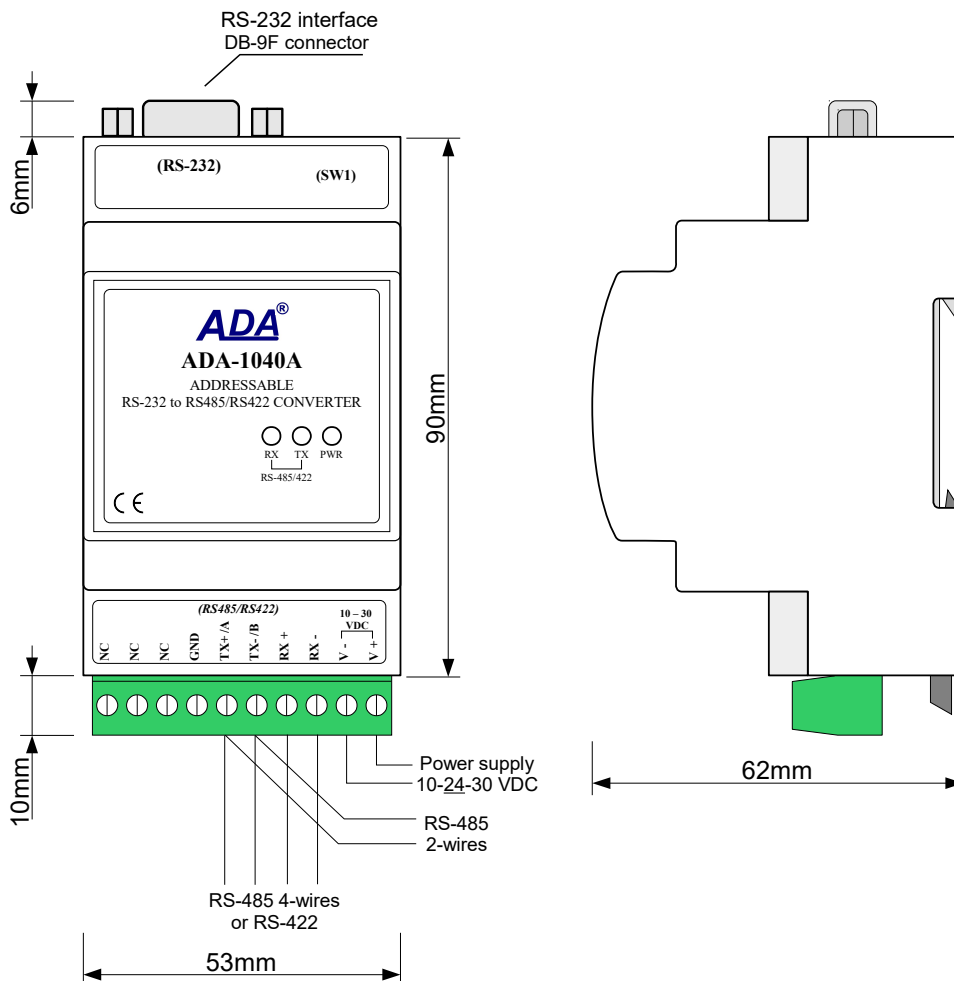 RS-232 interface
DB-9F connector
6mm
(RS-232)
(SW1)
ADA®
ADA-1040A
ADDRESSABLE
RS-232 to RS485/RS422 CONVERTER
RX TX PWR
RS-485/422
CE
90mm
(RS485/RS422)
10 – 30
VDC
NC
NC
NC
GND
TX+/A
TX-/B
RX +
RX -
V -
V +
10mm
Power supply
10-24-30 VDC
RS-485
2-wires
RS-485 4-wires
or RS-422
53mm
62mm